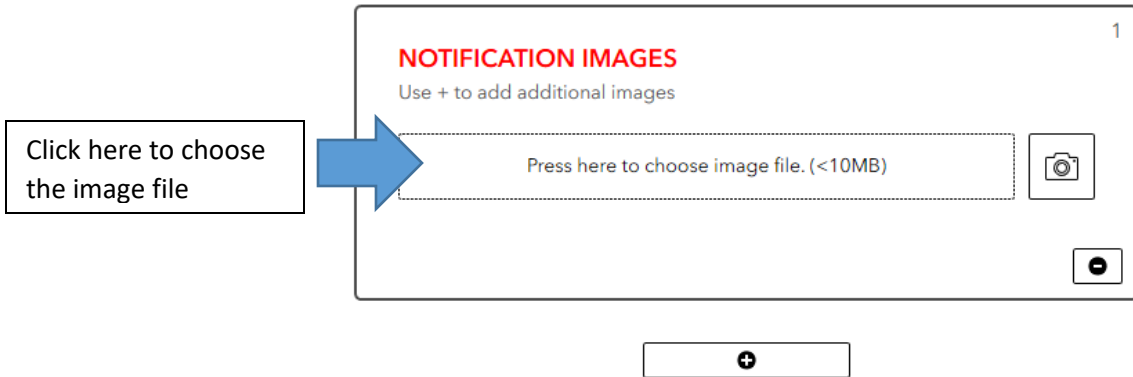 1
NOTIFICATION IMAGES
Use + to add additional images
Click here to choose
the image file
Press here to choose image file. (<10MB)